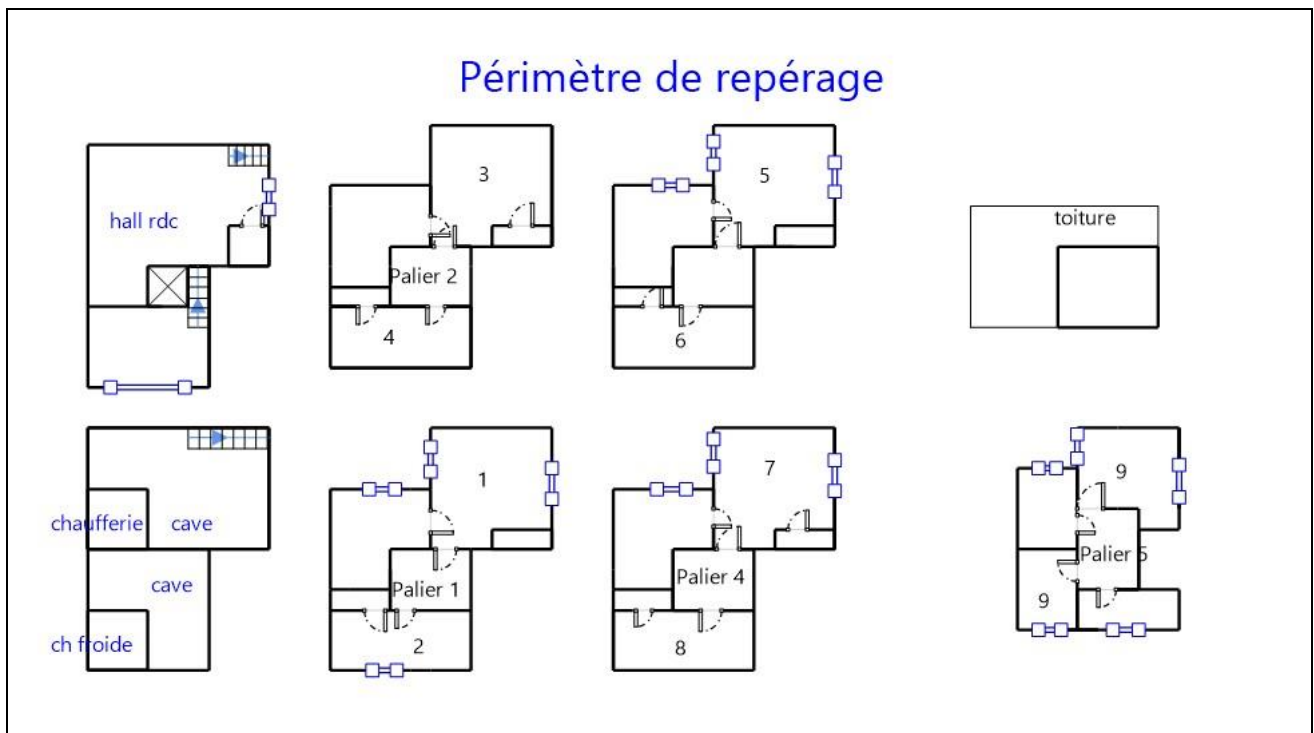 Périmètre de repérage
hall rdc
3
Palier 2
4
5
6
toiture
chaufferie
cave
cave
ch froide
1
Palier 1
2
7
Palier 4
8
9
Palier 5
9